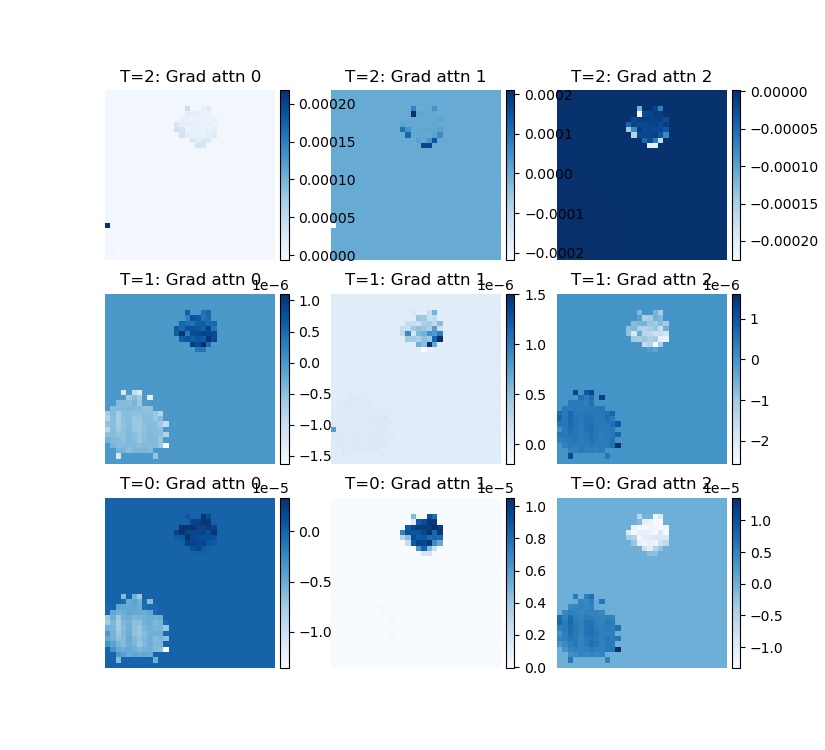 T=2: Grad attn 0
T=2: Grad attn 1
T=2: Grad attn 2
0.00020
0.00015
0.00010
0.00005
0.00000
0.0002
0.0001
0.0000
−0.0001
−0.0002
0.00000
−0.00005
−0.00010
−0.00015
−0.00020
T=1: Grad attn 0
1e−6
T=1: Grad attn 1
1e−6
T=1: Grad attn 2
1e−6
1.0
0.5
0.0
−0.5
−1.0
−1.5
1.5
1.0
0.5
0.0
1
0
−1
−2
T=0: Grad attn 0
1e−5
T=0: Grad attn 1
1e−5
T=0: Grad attn 2
1e−5
0.0
−0.5
−1.0
1.0
0.8
0.6
0.4
0.2
0.0
1.0
0.5
0.0
−0.5
−1.0